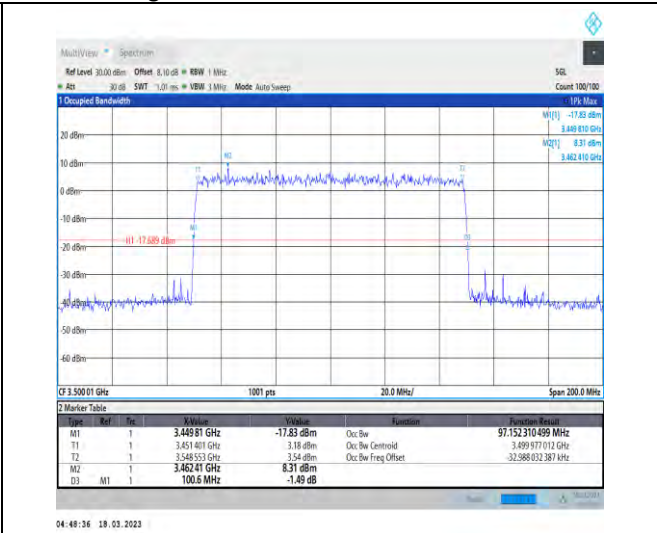 MultiView Spectrum
Ref Level 30.00 dBm Offset 8.10 dB RBW 1 MHz SGL
Att 30 dB SWT 1.01 ms VBW 1 MHz Mode Auto Sweep Count 100/100
1 Occupied Bandwidth 1Pk Max
M1[1] -17.83 dBm
3.449 810 GHz
M2[1] 8.31 dBm
3.462 410 GHz
20 dBm
10 dBm
M2
T1
T2
0 dBm
-10 dBm
M1
H1 -17.689 dBm
D3
-20 dBm
-30 dBm
-40 dBm
-50 dBm
-60 dBm
CF 3.500 01 GHz 1001 pts 20.0 MHz/ Span 200.0 MHz
2 Marker Table
Type Ref Trc X-Value Y-Value Function Function Result
M1 1 3.449 81 GHz -17.83 dBm Occ Bw 97.152 310 499 MHz
T1 1 3.451 401 GHz 3.18 dBm Occ Bw Centroid 3.499 977 012 GHz
T2 1 3.548 553 GHz 3.54 dBm Occ Bw Freq Offset -32.988 032 387 kHz
M2 1 3.462 41 GHz 8.31 dBm
D3 M1 1 100.6 MHz -1.49 dB
04:48:36 18.03.2023